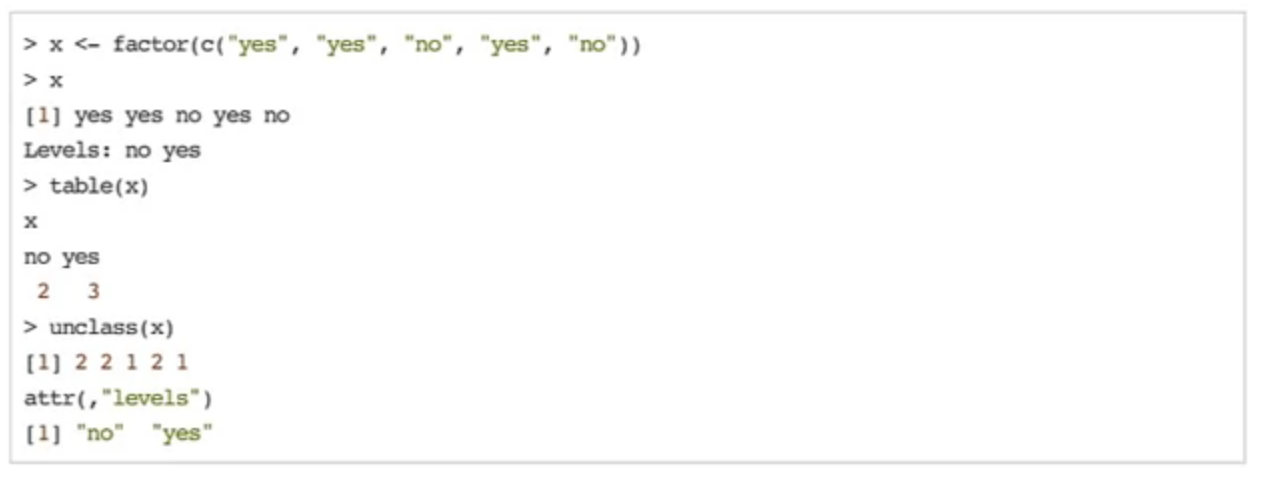 > x <- factor(c("yes", "yes", "no", "yes", "no"))
> x
[1] yes yes no yes no
Levels: no yes
> table(x)
x
no yes
 2   3
> unclass(x)
[1] 2 2 1 2 1
attr(,"levels")
[1] "no"  "yes"